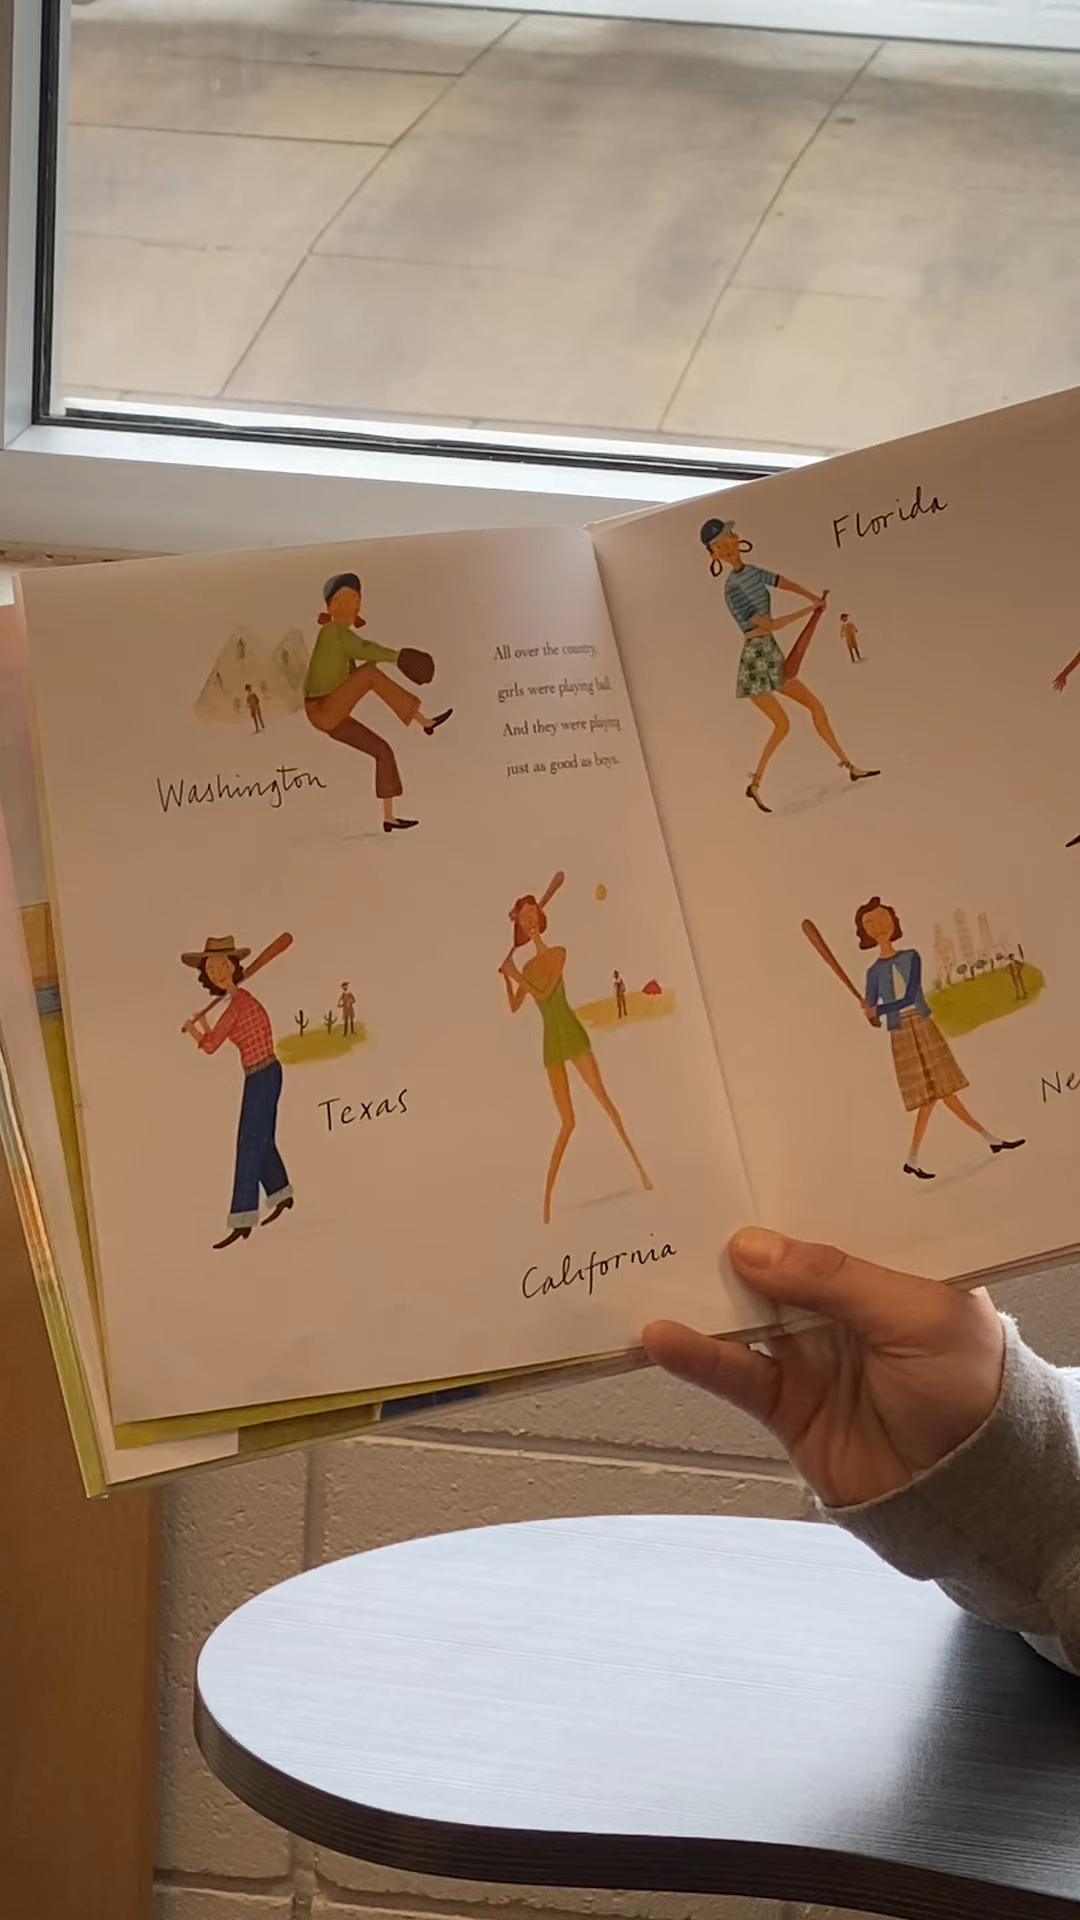 Washington
All over the country,
girls were playing ball.
And they were playing
just as good as boys.
Texas
California
Florida